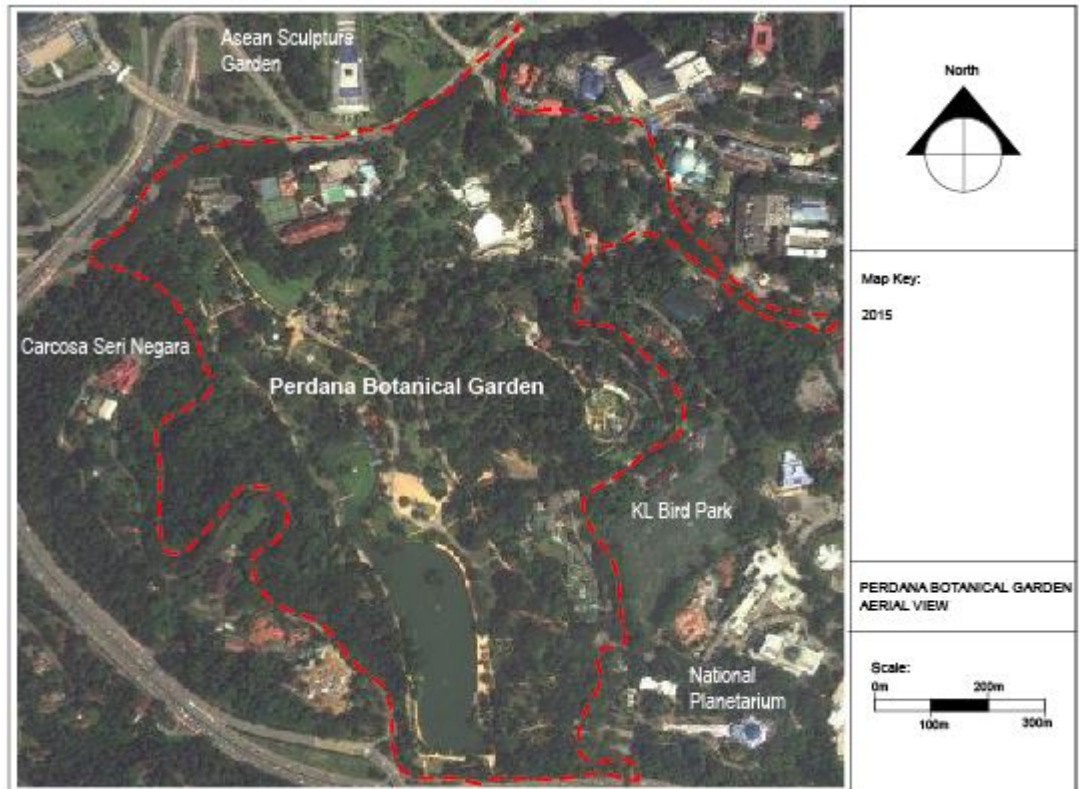 Asean Sculpture
Garden
Carcosa Seri Negara
Perdana Botanical Garden
KL Bird Park
National
Planetarium
North
Map Key:
2015
PERDANA BOTANICAL GARDEN
AERIAL VIEW
Scale:
0m
200m
100m
300m